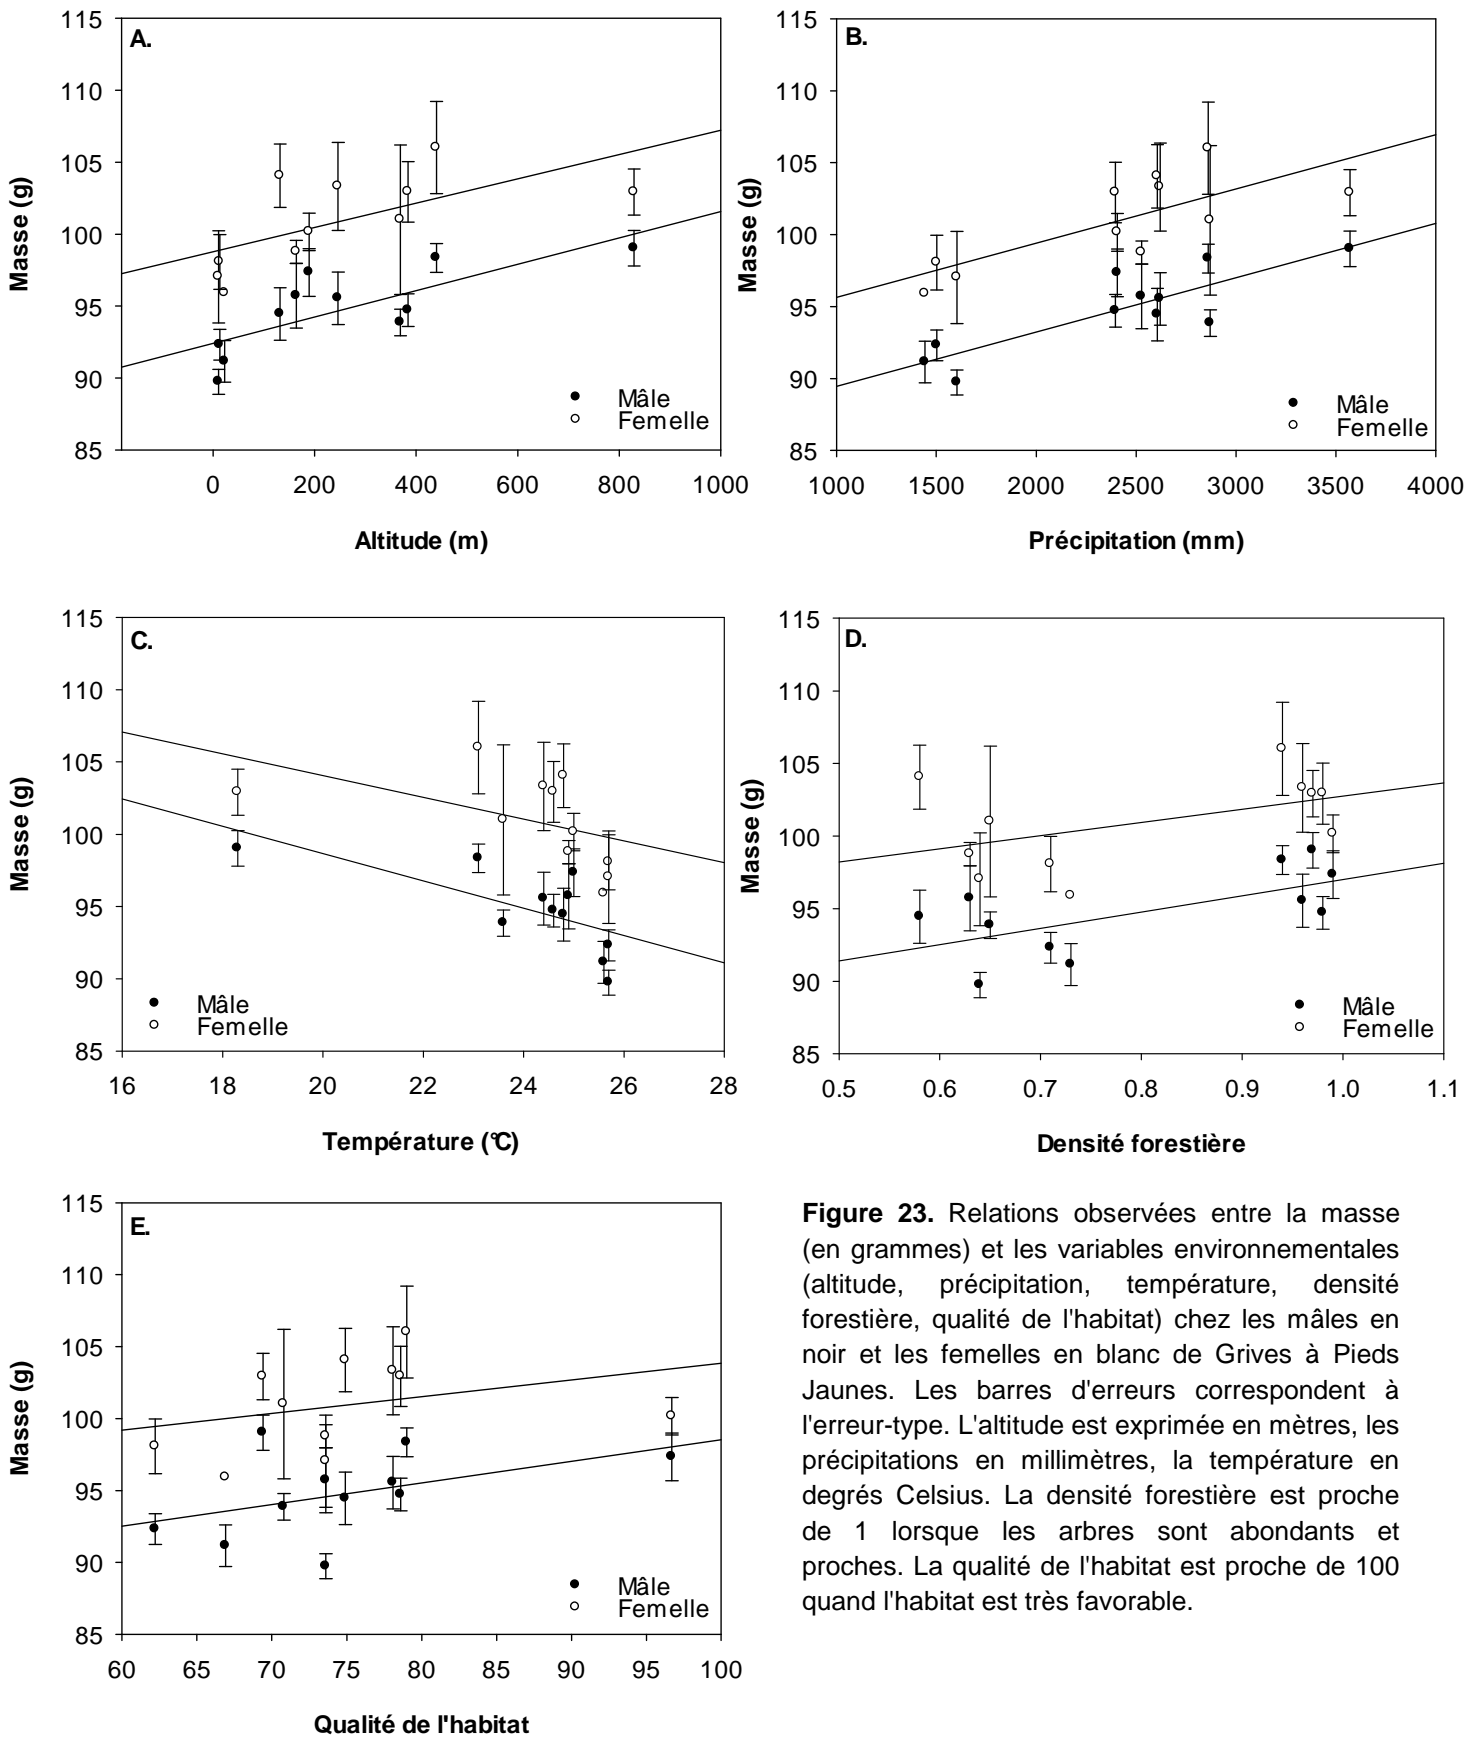 A.
115
110
105
100
95
90
85
Masse (g)
Mâle
Femelle
0 200 400 600 800 1000
Altitude (m)
B.
115
110
105
100
95
90
85
Masse (g)
Mâle
Femelle
1000 1500 2000 2500 3000 3500 4000
Précipitation (mm)
C.
115
110
105
100
95
90
85
Masse (g)
Mâle
Femelle
16 18 20 22 24 26 28
Température (°C)
D.
115
110
105
100
95
90
85
Masse (g)
Mâle
Femelle
0.5 0.6 0.7 0.8 0.9 1.0 1.1
Densité forestière
E.
115
110
105
100
95
90
85
Masse (g)
Mâle
Femelle
60 65 70 75 80 85 90 95 100
Qualité de l'habitat
Figure 23. Relations observées entre la masse
(en grammes) et les variables environnementales
(altitude, précipitation, température, densité
forestière, qualité de l'habitat) chez les mâles en
noir et les femelles en blanc de Grives à Pieds
Jaunes. Les barres d'erreurs correspondent à
l'erreur-type. L'altitude est exprimée en mètres, les
précipitations en millimètres, la température en
degrés Celsius. La densité forestière est proche
de 1 lorsque les arbres sont abondants et
proches. La qualité de l'habitat est proche de 100
quand l'habitat est très favorable.